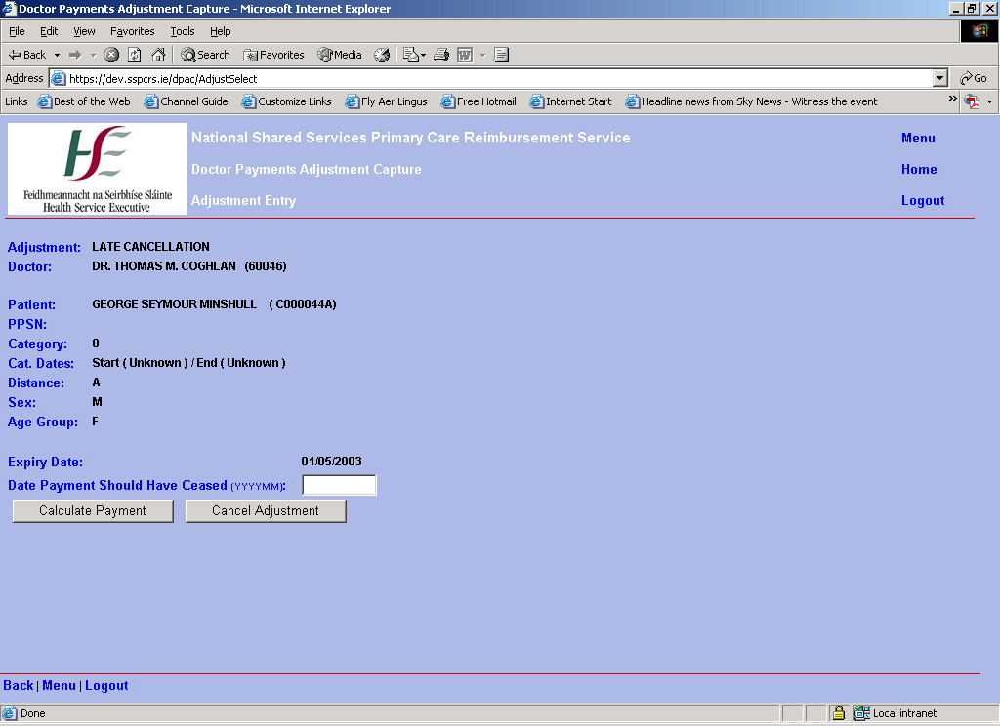 Doctor Payments Adjustment Capture - Microsoft Internet Explorer
File Edit View Favorites Tools Help
Back Search Favorites Media
Address https://dev.sspcrs.ie/dpac/AdjustSelect Go
Links Best of the Web Channel Guide Customize Links Fly Aer Lingus Free Hotmail Internet Start Headline news from Sky News - Witness the event »
HSE
Feidhmeannacht na Seirbhíse Sláinte
Health Service Executive
National Shared Services Primary Care Reimbursement Service Menu
Doctor Payments Adjustment Capture Home
Adjustment Entry Logout
Adjustment: LATE CANCELLATION
Doctor: DR. THOMAS M. COGHLAN (60046)
Patient: GEORGE SEYMOUR MINSHULL ( C000044A)
PPSN:
Category: 0
Cat. Dates: Start ( Unknown ) / End ( Unknown )
Distance: A
Sex: M
Age Group: F
Expiry Date: 01/05/2003
Date Payment Should Have Ceased (YYYYMM):
Calculate Payment Cancel Adjustment
Back | Menu | Logout
Done Local intranet